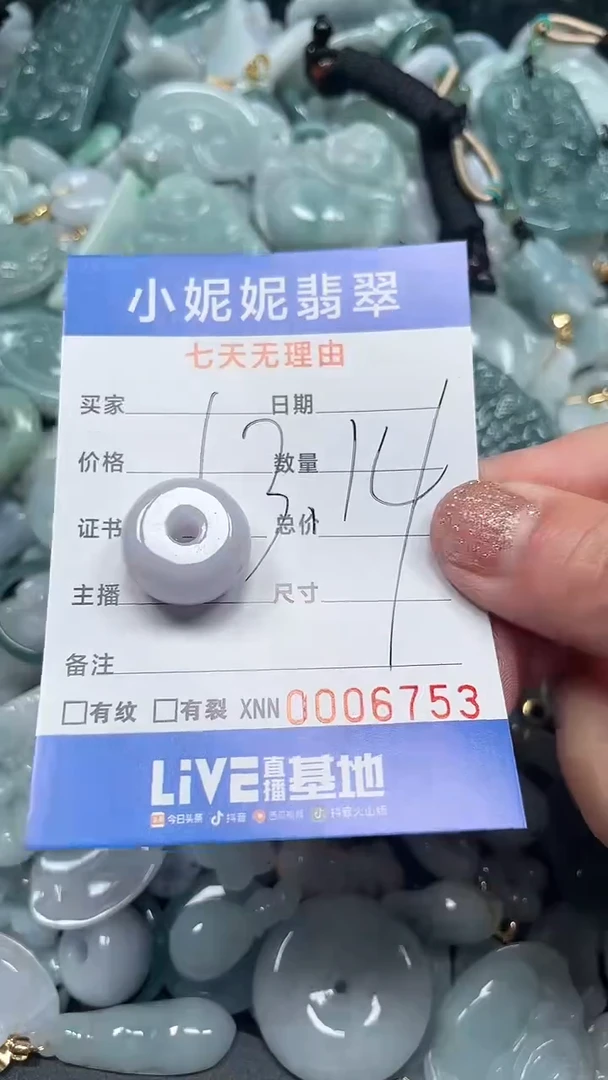 小妮妮翡翠
七天无理由
买家 日期
价格 数量
证书 总价
主播 尺寸
13.14
备注
有纹 有裂 XNN 0006753
LiVE直播基地
今日头条 抖音 西瓜视频 抖音火山版